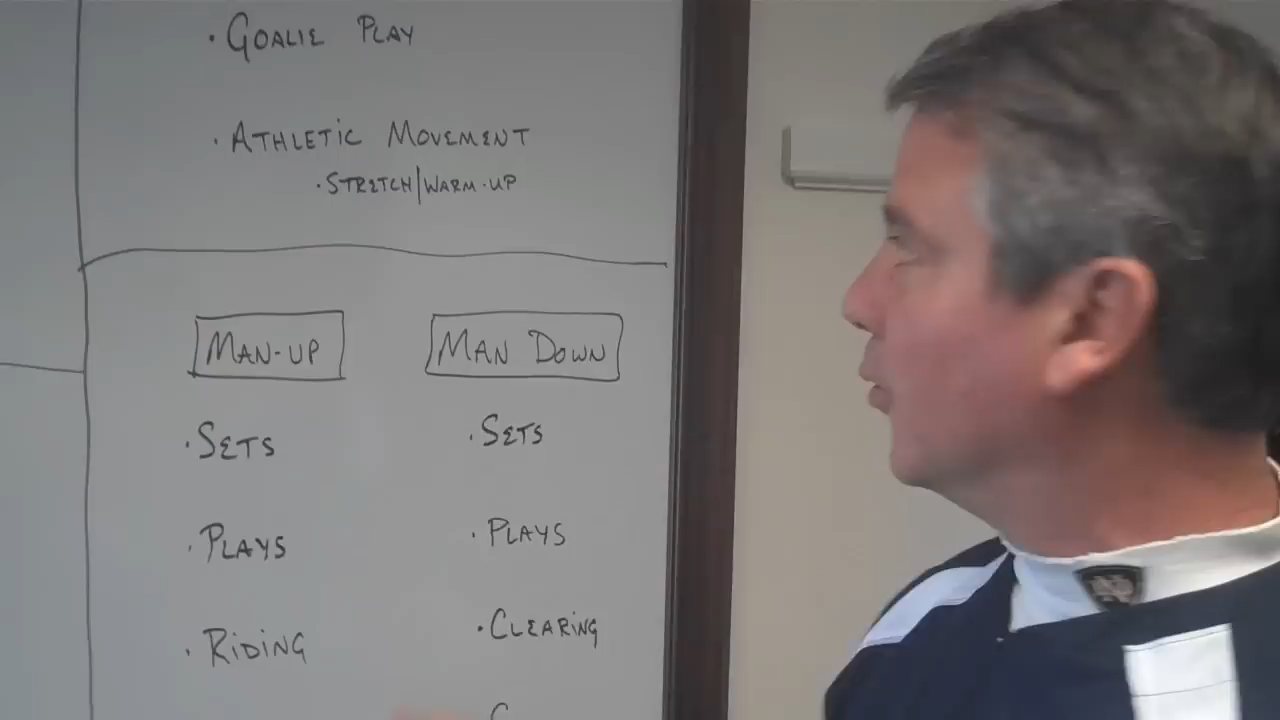 · GOALIE PLAY
· ATHLETIC MOVEMENT
· STRETCH/WARM-UP
MAN-UP
· SETS
· PLAYS
· RIDING
MAN DOWN
· SETS
· PLAYS
· CLEARING